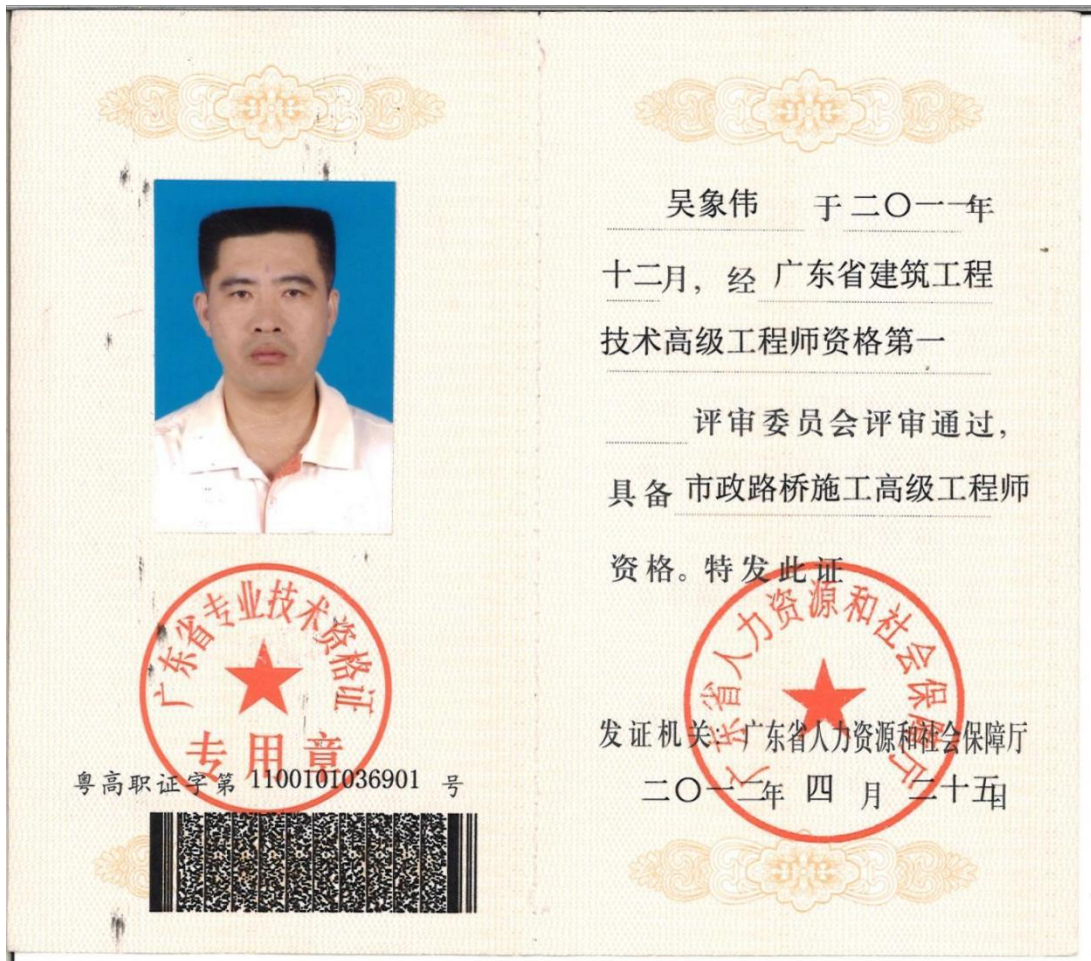 广东省专业技术资格证
专用章
粤高职证字第 1100101036901 号
吴象伟 于二〇一一年
十二月，经 广东省建筑工程
技术高级工程师资格第一
评审委员会评审通过，
具备 市政路桥施工高级工程师
资格。特发此证
广东省人力资源和社会保障厅
发证机关：广东省人力资源和社会保障厅
二〇一二年 四 月 二十五日